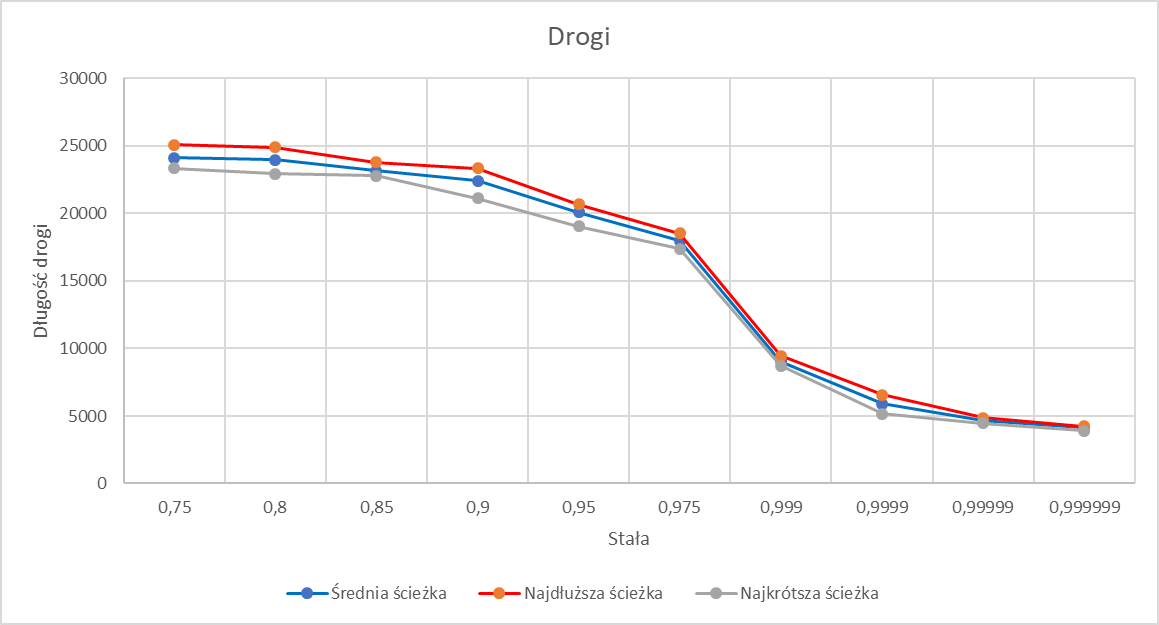 Drogi
30000
25000
20000
15000
10000
5000
0
Długość drogi
0,75 0,8 0,85 0,9 0,95 0,975 0,999 0,9999 0,99999 0,999999
Stała
Średnia ścieżka Najdłuższa ścieżka Najkrótsza ścieżka